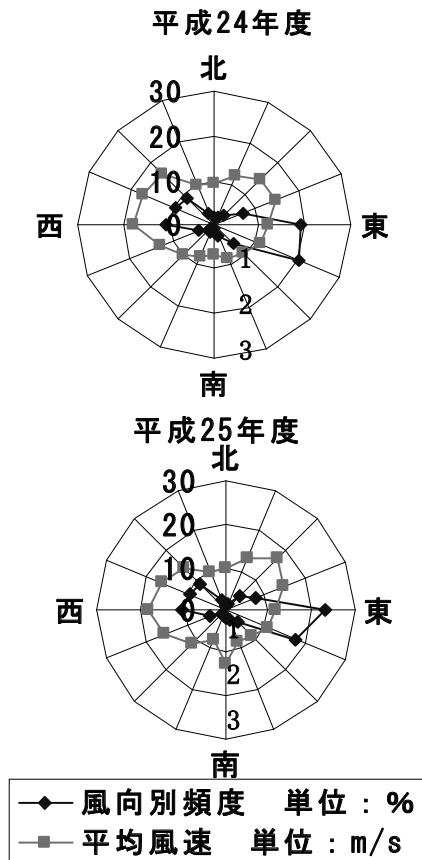 平成24年度
北
30
20
10
西 0 東
1
2
3
南
平成25年度
北
30
20
10
西 0 東
1
2
3
南
風向別頻度 単位：%
平均風速 単位：m/s